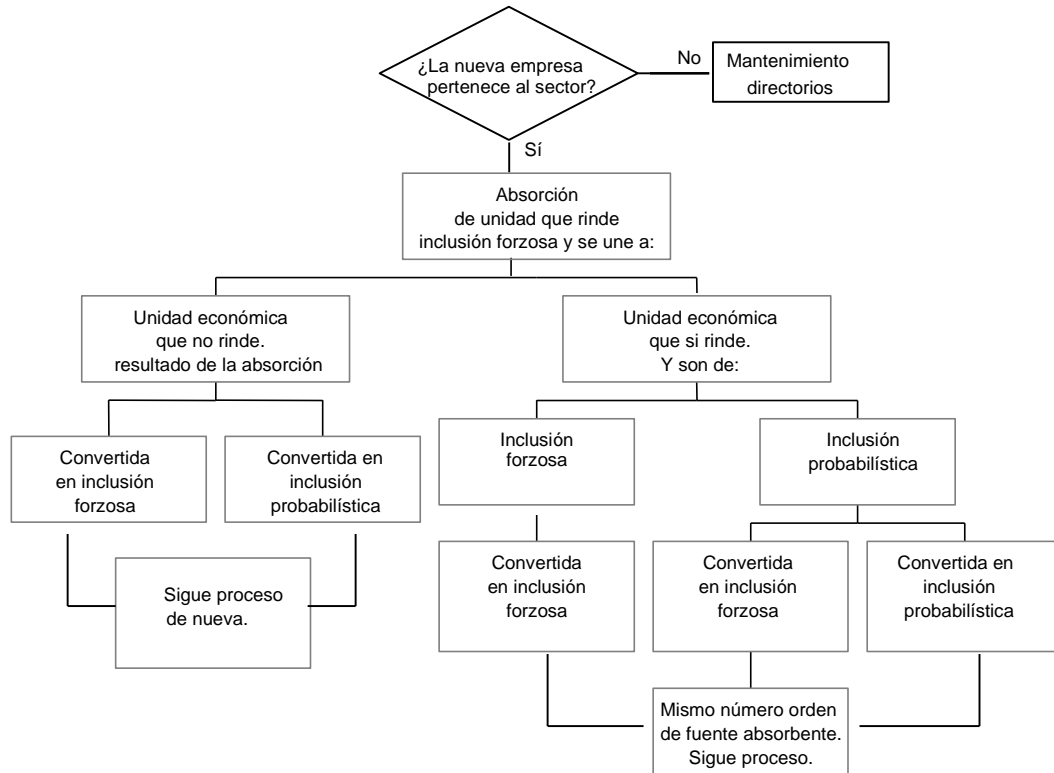 ¿La nueva empresa
pertenece al sector?
No
Mantenimiento
directorios
Sí
Absorción
de unidad que rinde
inclusión forzosa y se une a:
Unidad económica
que no rinde.
resultado de la absorción
Unidad económica
que si rinde.
Y son de:
Convertida
en inclusión
forzosa
Convertida en
inclusión
probabilística
Inclusión
forzosa
Inclusión
probabilística
Sigue proceso
de nueva.
Convertida
en inclusión
forzosa
Convertida
en inclusión
forzosa
Convertida en
inclusión
probabilística
Mismo número orden
de fuente absorbente.
Sigue proceso.